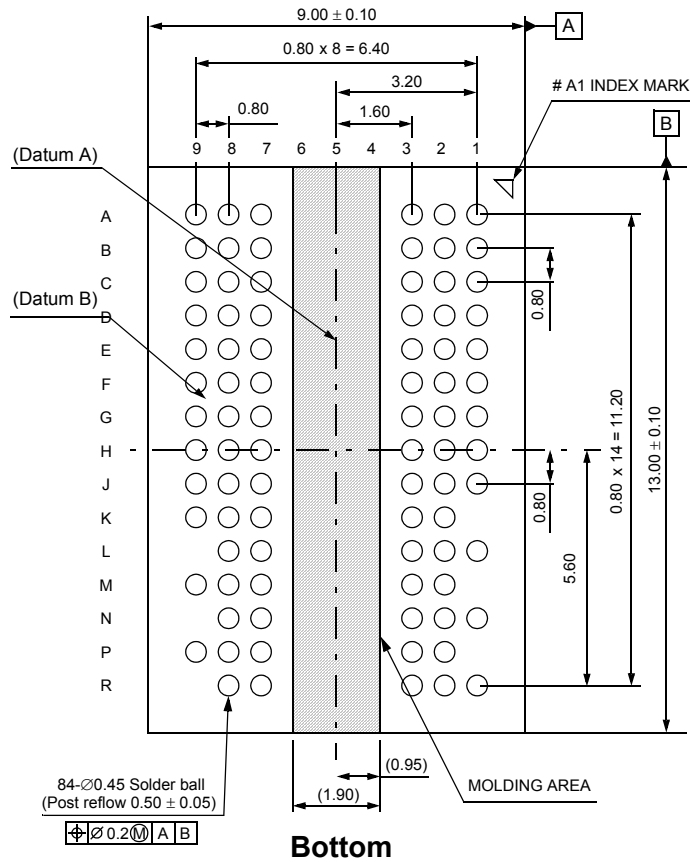 9.00 ± 0.10
A
0.80 x 8 = 6.40
3.20
# A1 INDEX MARK
0.80
1.60
B
(Datum A)
9 8 7 6 5 4 3 2 1
A
B
C
0.80
(Datum B)
D
E
F
G
H
J
0.80
K
L
M
N
P
R
5.60
0.80 x 14 = 11.20
13.00 ± 0.10
(0.95)
(1.90)
MOLDING AREA
84-∅0.45 Solder ball
(Post reflow 0.50 ± 0.05)
⌖ ∅ 0.2Ⓜ A B
Bottom